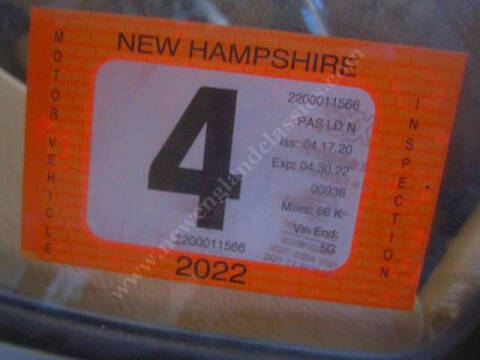 NEW HAMPSHIRE
MOTOR VEHICLE
INSPECTION
4
2200011566
PAS LD N
Iss: 04.17.20
Exp: 04.30.22
00936
Miles: 66 K
Vin End:
5G
2200011566
2022
www.newenglandclassics.com